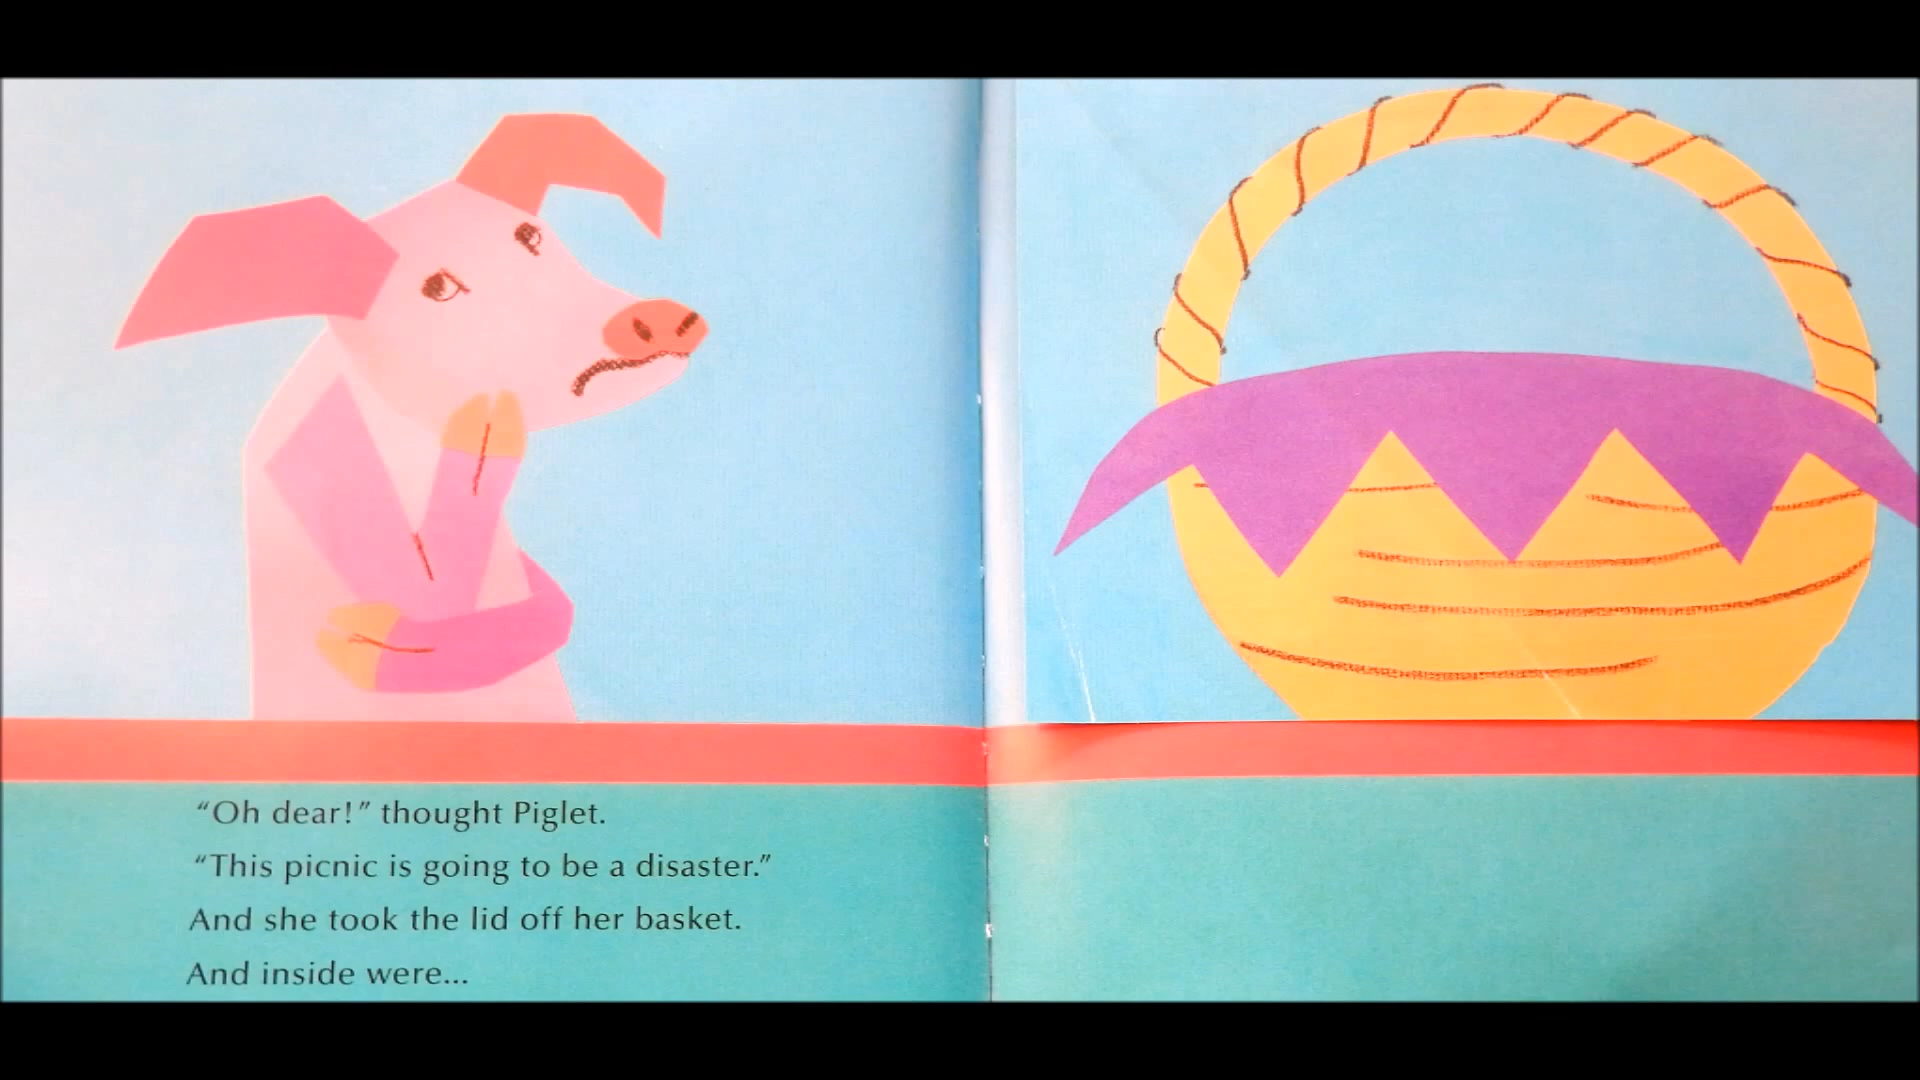 “Oh dear!” thought Piglet.
“This picnic is going to be a disaster.”
And she took the lid off her basket.
And inside were...